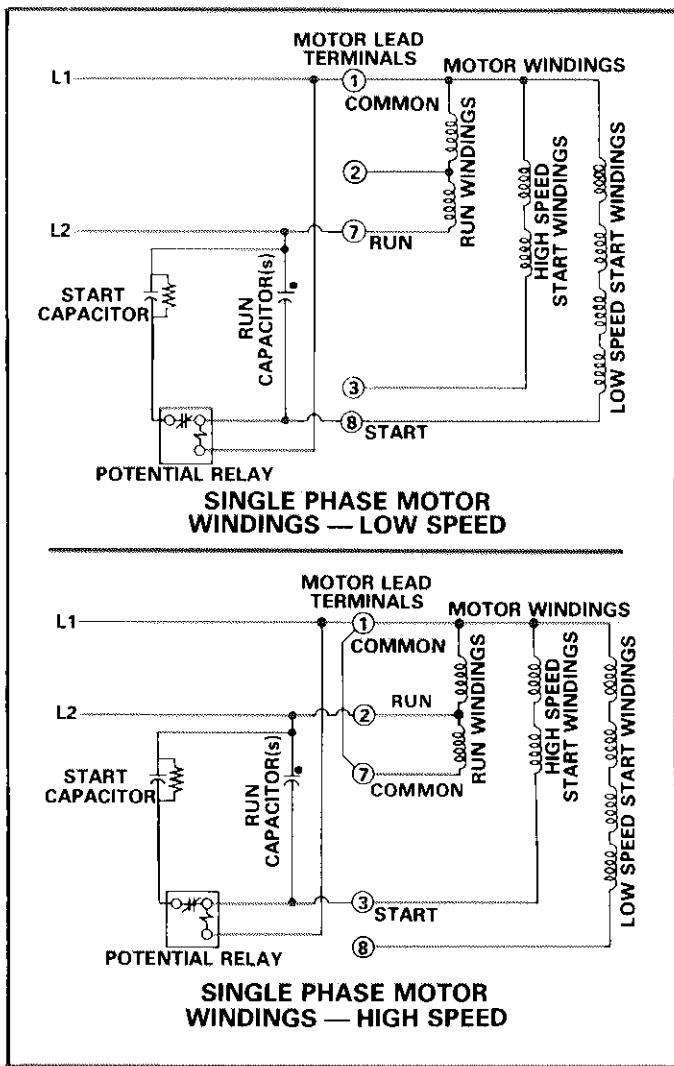 MOTOR LEAD
TERMINALS
MOTOR WINDINGS
L1
1
COMMON
RUN WINDINGS
HIGH SPEED
START WINDINGS
LOW SPEED START WINDINGS
2
L2
7
RUN
START
CAPACITOR
RUN
CAPACITOR(s)
3
8
START
POTENTIAL RELAY
SINGLE PHASE MOTOR
WINDINGS — LOW SPEED
MOTOR LEAD
TERMINALS
MOTOR WINDINGS
L1
1
COMMON
RUN WINDINGS
HIGH SPEED
START WINDINGS
LOW SPEED START WINDINGS
L2
2
RUN
START
CAPACITOR
RUN
CAPACITOR(s)
7
COMMON
3
START
8
POTENTIAL RELAY
SINGLE PHASE MOTOR
WINDINGS — HIGH SPEED